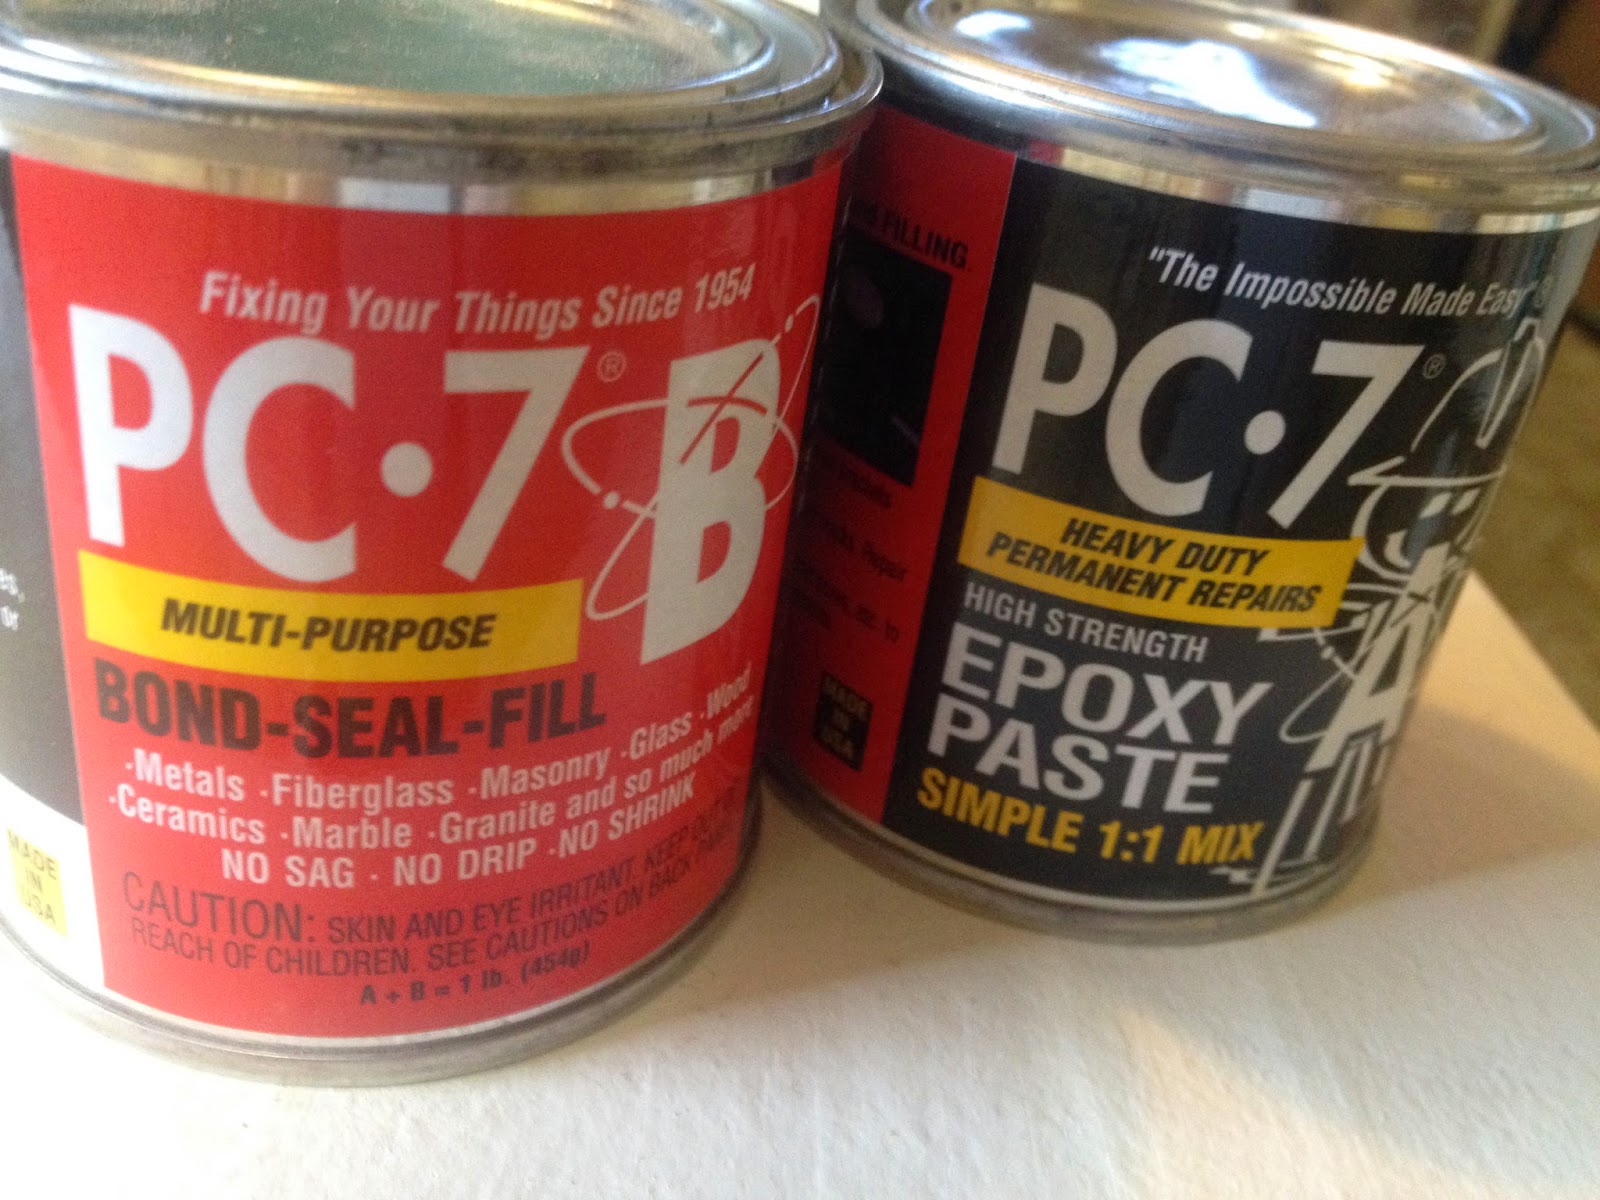 Fixing Your Things Since 1954
PC·7® B
MULTI-PURPOSE
BOND-SEAL-FILL
·Metals ·Fiberglass ·Masonry ·Glass ·Wood
·Ceramics ·Marble ·Granite and so much more
NO SAG · NO DRIP ·NO SHRINK
CAUTION: SKIN AND EYE IRRITANT. KEEP OUT
REACH OF CHILDREN. SEE CAUTIONS ON BACK
A + B = 1 lb. (454g)
or
MADE
IN
USA
FILLING
Repair
to
MADE
IN
USA
"The Impossible Made Easy"
PC·7®
HEAVY DUTY
PERMANENT REPAIRS
HIGH STRENGTH
EPOXY
PASTE
SIMPLE 1:1 MIX
A